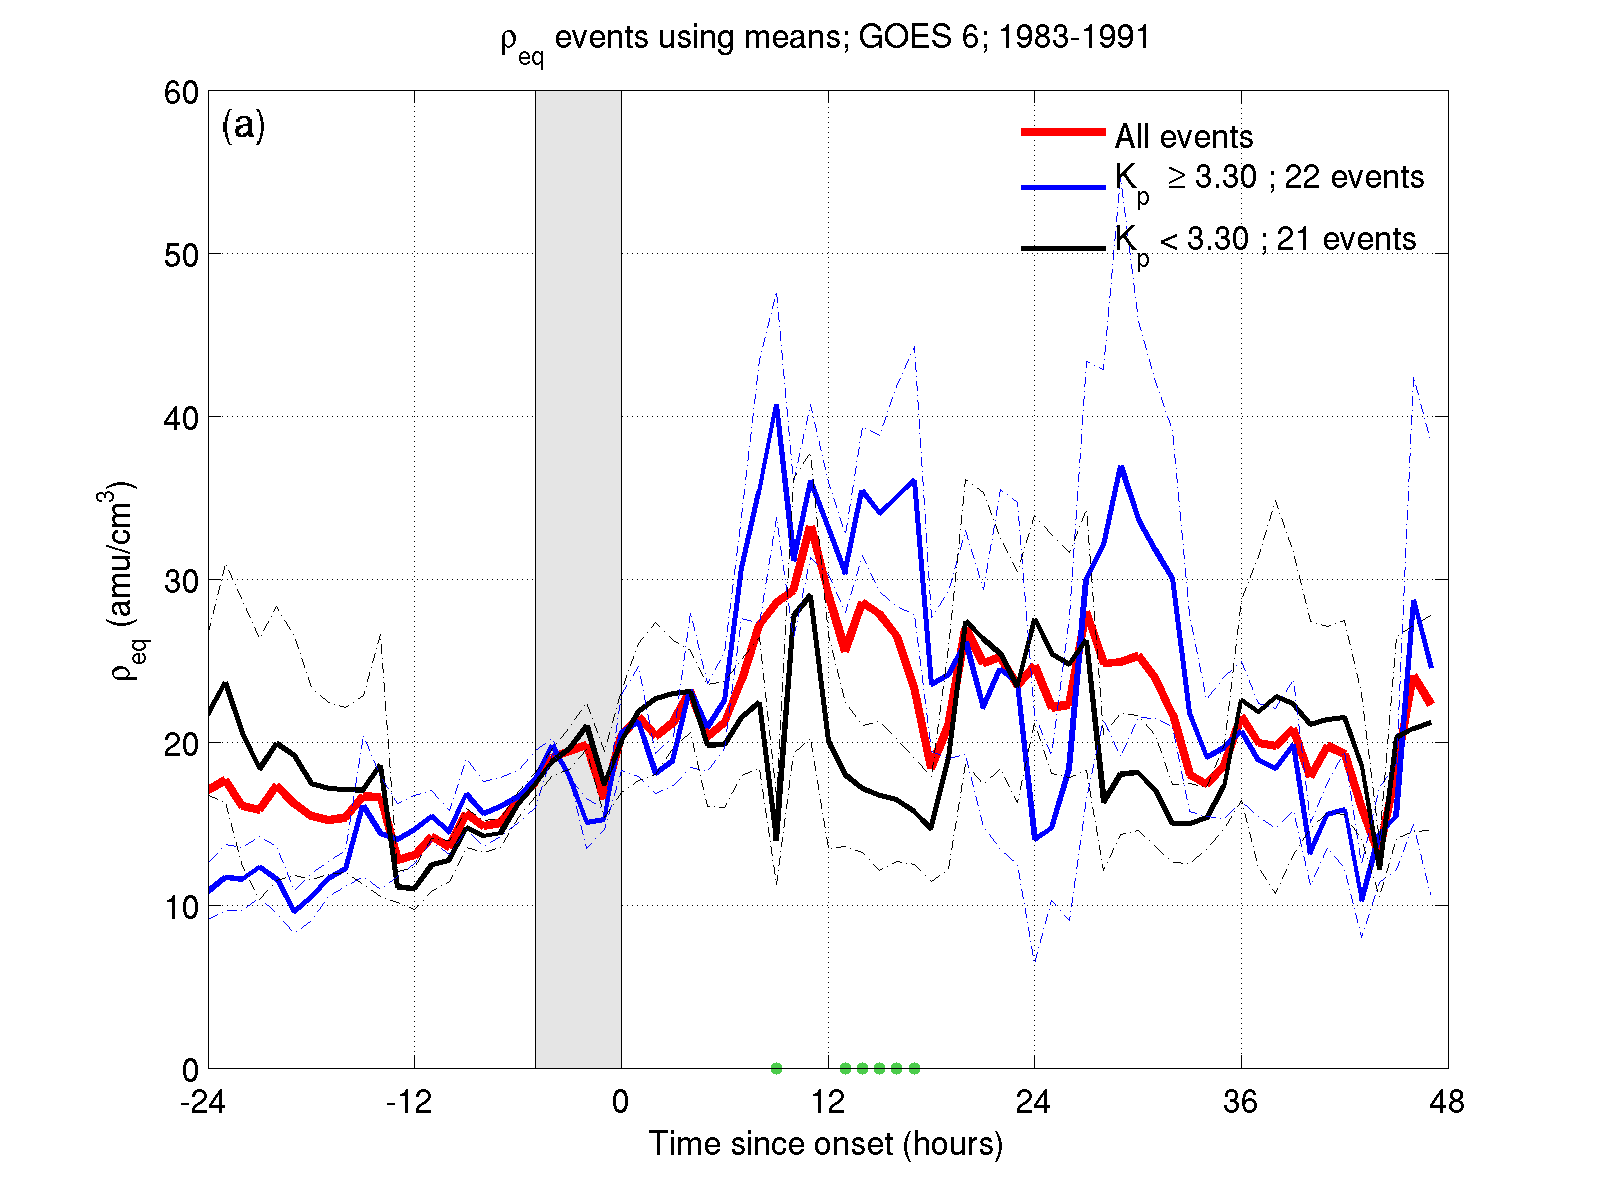 ρeq events using means; GOES 6; 1983-1991
(a)
All events
Kp ≥ 3.30 ; 22 events
Kp < 3.30 ; 21 events
60
50
40
30
20
10
0
ρeq (amu/cm³)
-24 -12 0 12 24 36 48
Time since onset (hours)